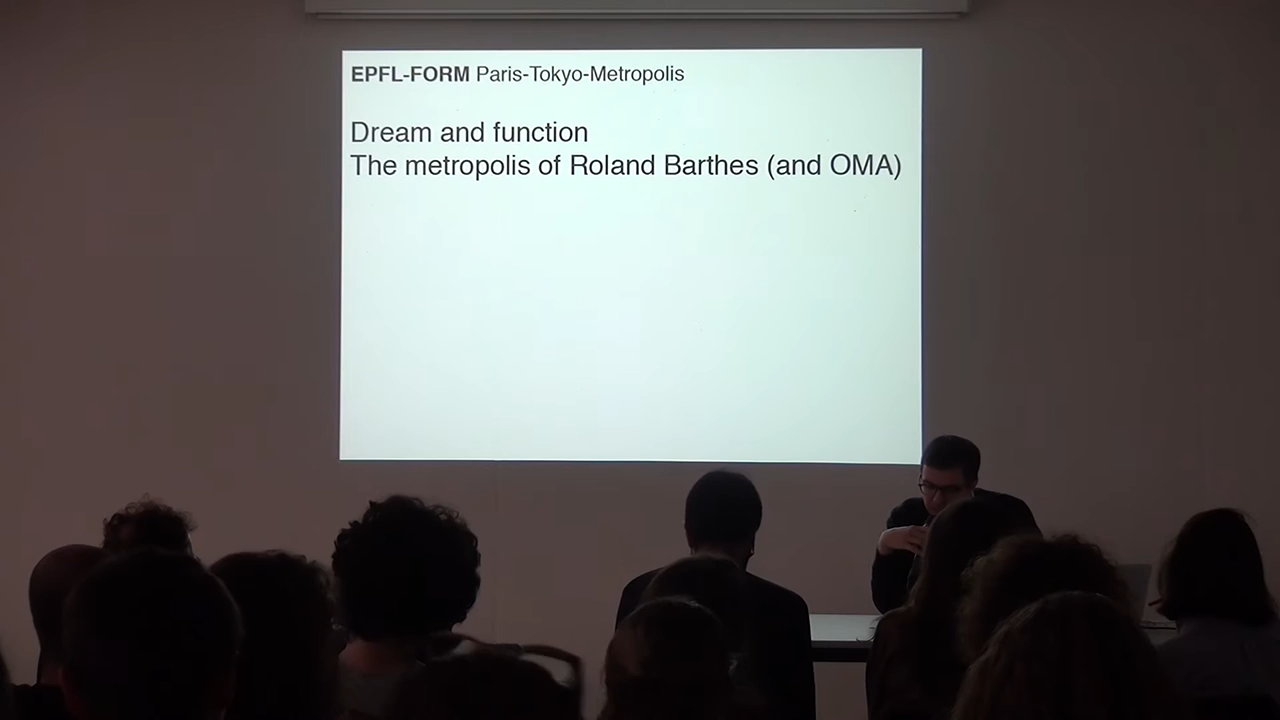 EPFL-FORM Paris-Tokyo-Metropolis
Dream and function
The metropolis of Roland Barthes (and OMA)